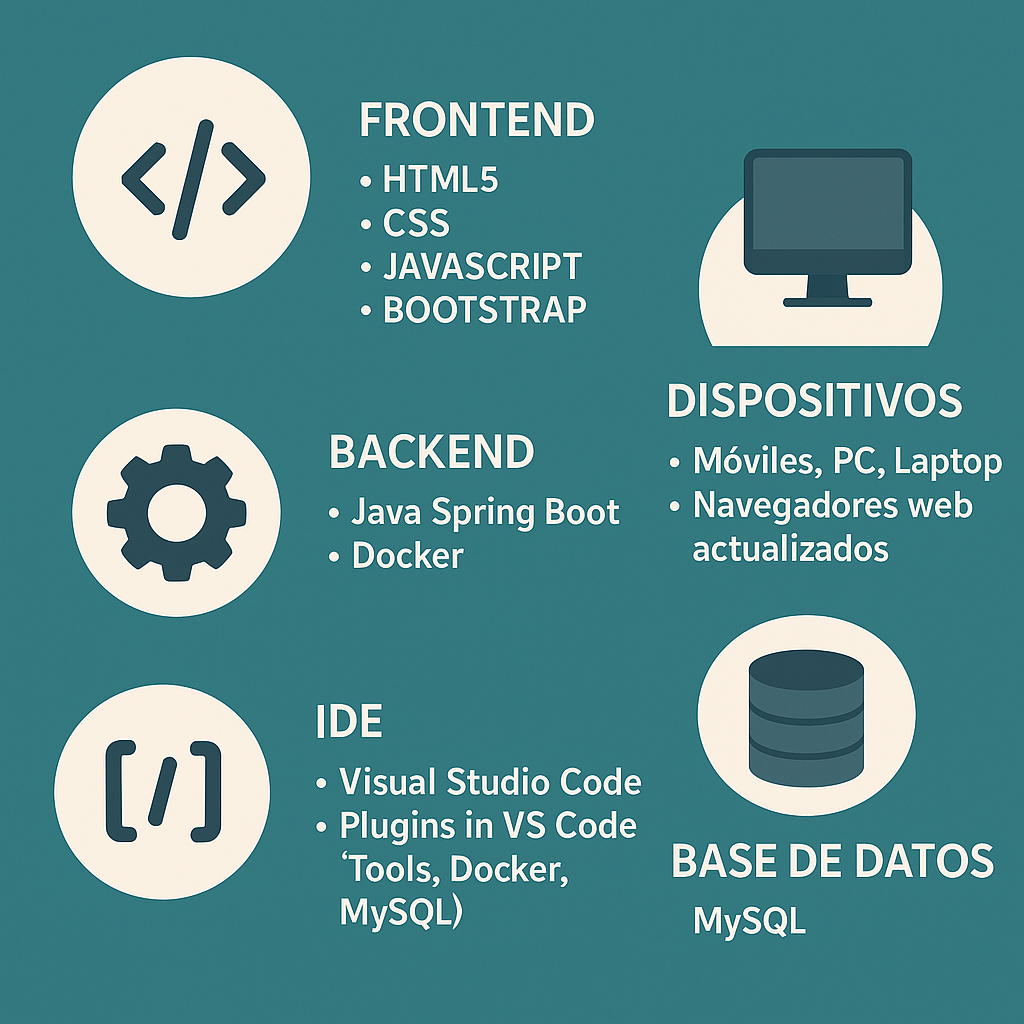 FRONTEND
• HTML5
• CSS
• JAVASCRIPT
• BOOTSTRAP
BACKEND
• Java Spring Boot
• Docker
IDE
• Visual Studio Code
• Plugins in VS Code
‘Tools, Docker,
MySQL)
DISPOSITIVOS
• Móviles, PC, Laptop
• Navegadores web
actualizados
BASE DE DATOS
MySQL